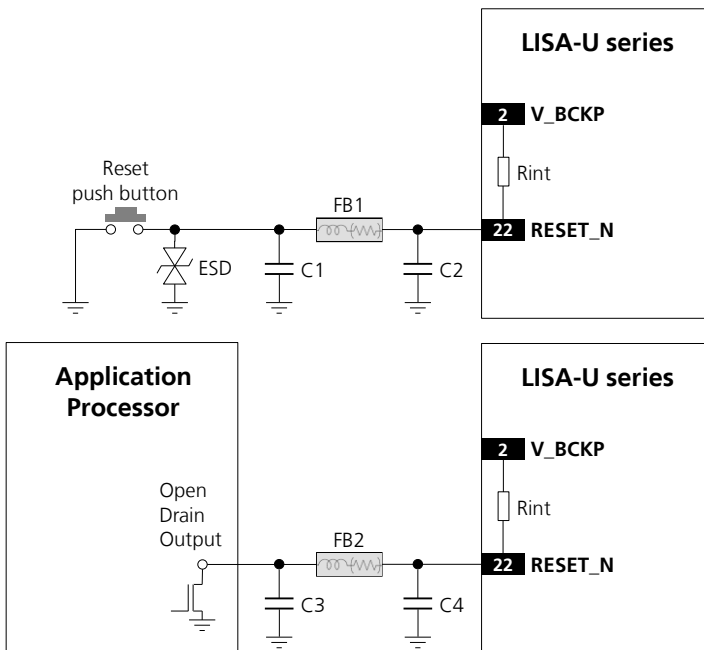 LISA-U series
2 V_BCKP
Reset
push button
Rint
FB1
22 RESET_N
ESD
C1
C2
Application
Processor
LISA-U series
2 V_BCKP
Open
Drain
Output
Rint
FB2
22 RESET_N
C3
C4